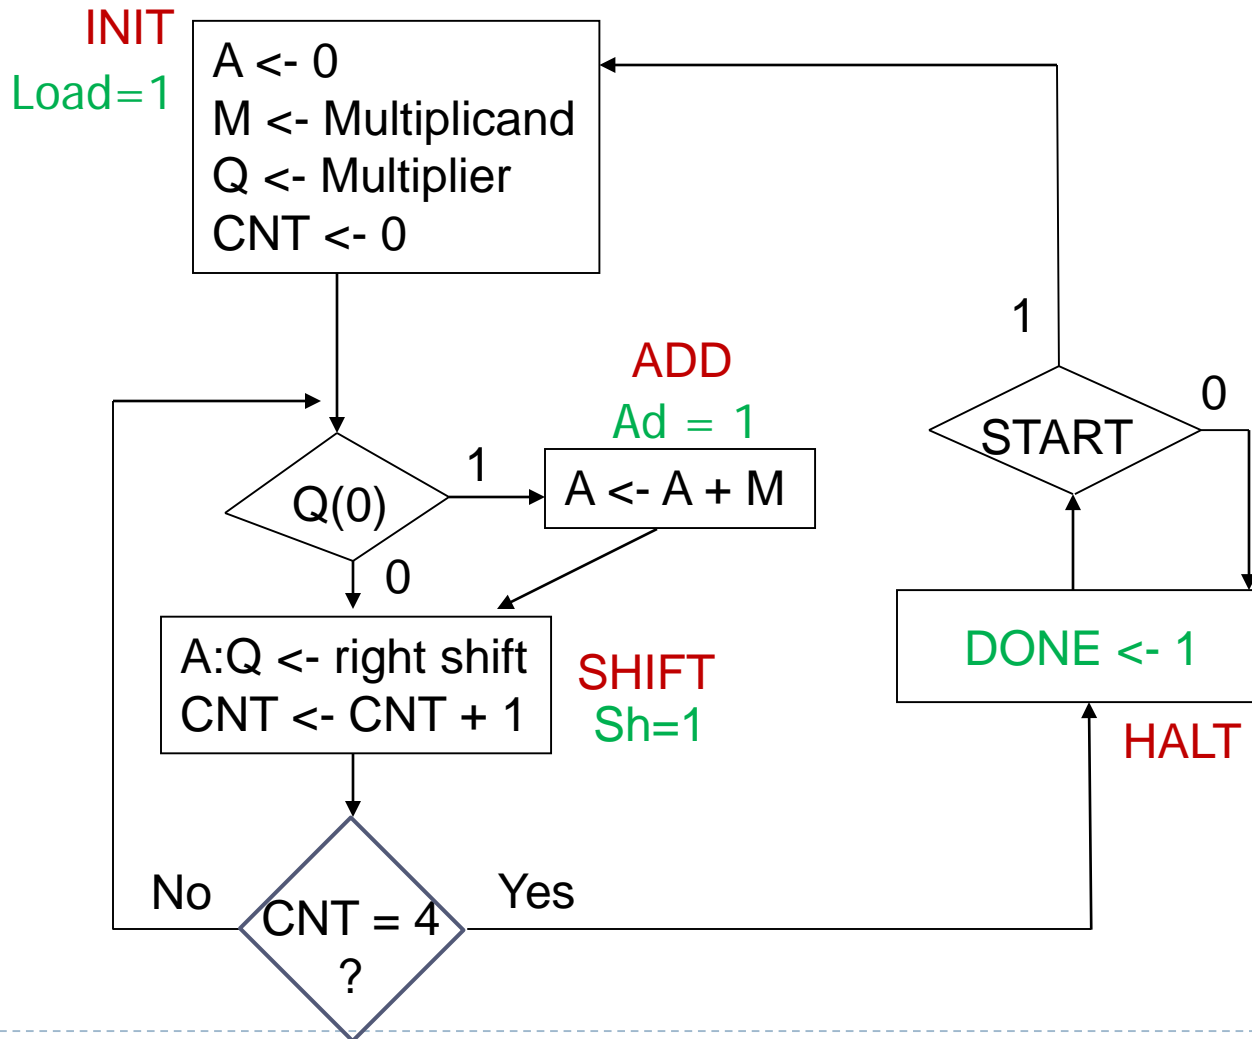 INIT
Load=1
A <- 0
M <- Multiplicand
Q <- Multiplier
CNT <- 0
1
ADD
Ad = 1
START
0
Q(0)
1
A <- A + M
0
A:Q <- right shift
CNT <- CNT + 1
SHIFT
Sh=1
DONE <- 1
HALT
No
CNT = 4
?
Yes